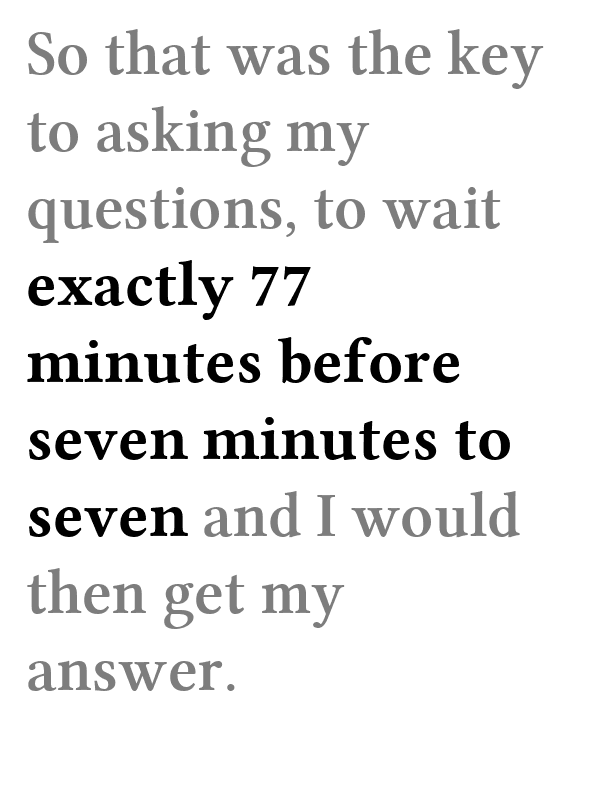 So that was the key
to asking my
questions, to wait
exactly 77
minutes before
seven minutes to
seven and I would
then get my
answer.